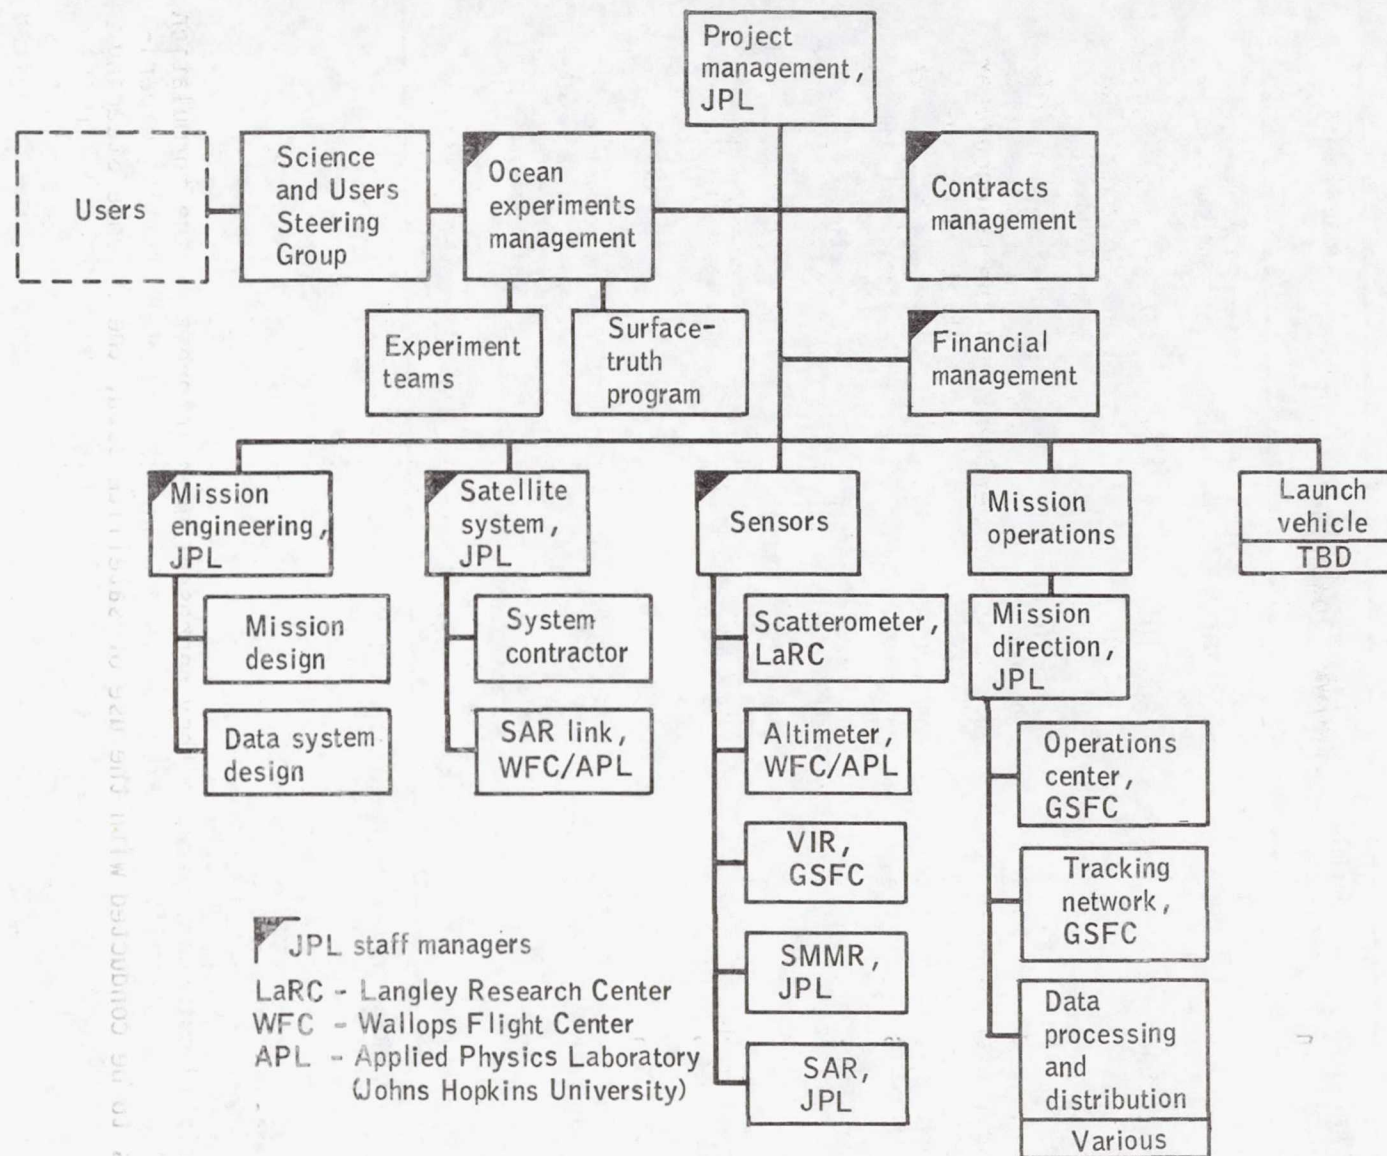 Project
management,
JPL
Users
Science
and Users
Steering
Group
Ocean
experiments
management
Contracts
management
Experiment
teams
Surface-
truth
program
Financial
management
Mission
engineering,
JPL
Satellite
system,
JPL
Sensors
Mission
operations
Launch
vehicle
TBD
Mission
design
Data system
design
System
contractor
SAR link,
WFC/APL
Scatterometer,
LaRC
Altimeter,
WFC/APL
VIR,
GSFC
SMMR,
JPL
SAR,
JPL
Mission
direction,
JPL
Operations
center,
GSFC
Tracking
network,
GSFC
Data
processing
and
distribution
Various
JPL staff managers
LaRC - Langley Research Center
WFC - Wallops Flight Center
APL - Applied Physics Laboratory
(Johns Hopkins University)